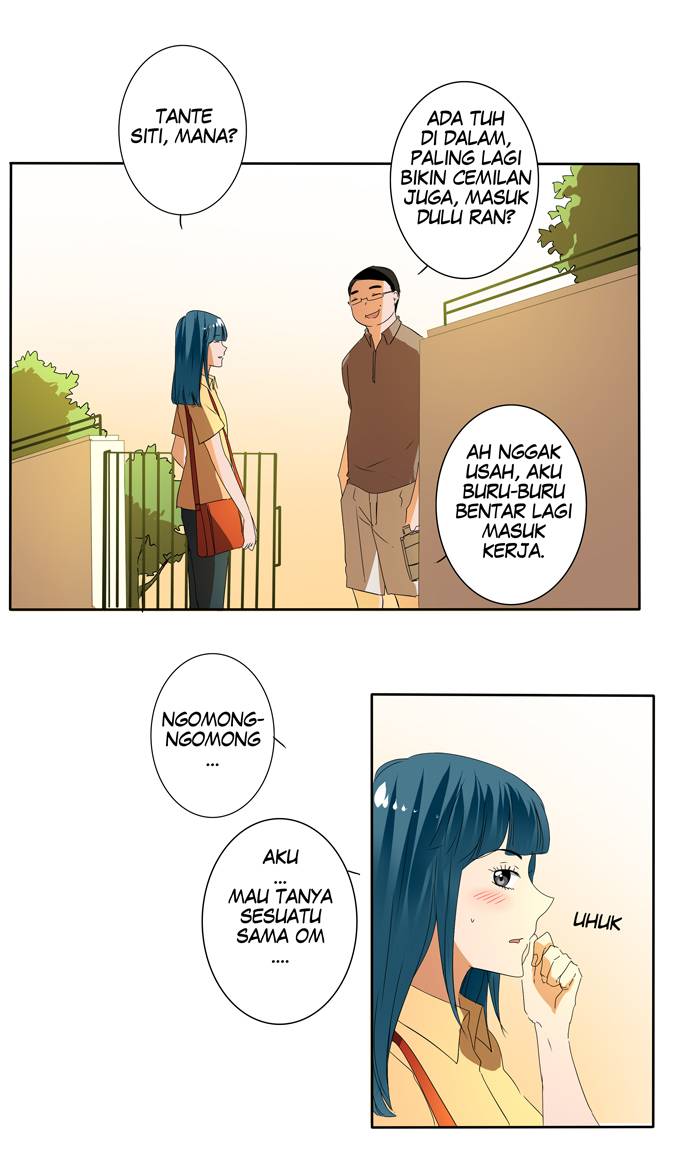 TANTE
SITI, MANA?
ADA TUH
DI DALAM,
PALING LAGI
BIKIN CEMILAN
JUGA, MASUK
DULU RAN?
AH NGGAK
USAH, AKU
BURU-BURU
BENTAR LAGI
MASUK
KERJA.
NGOMONG-
NGOMONG
...
AKU
...
MAU TANYA
SESUATU
SAMA OM
....
UHUK